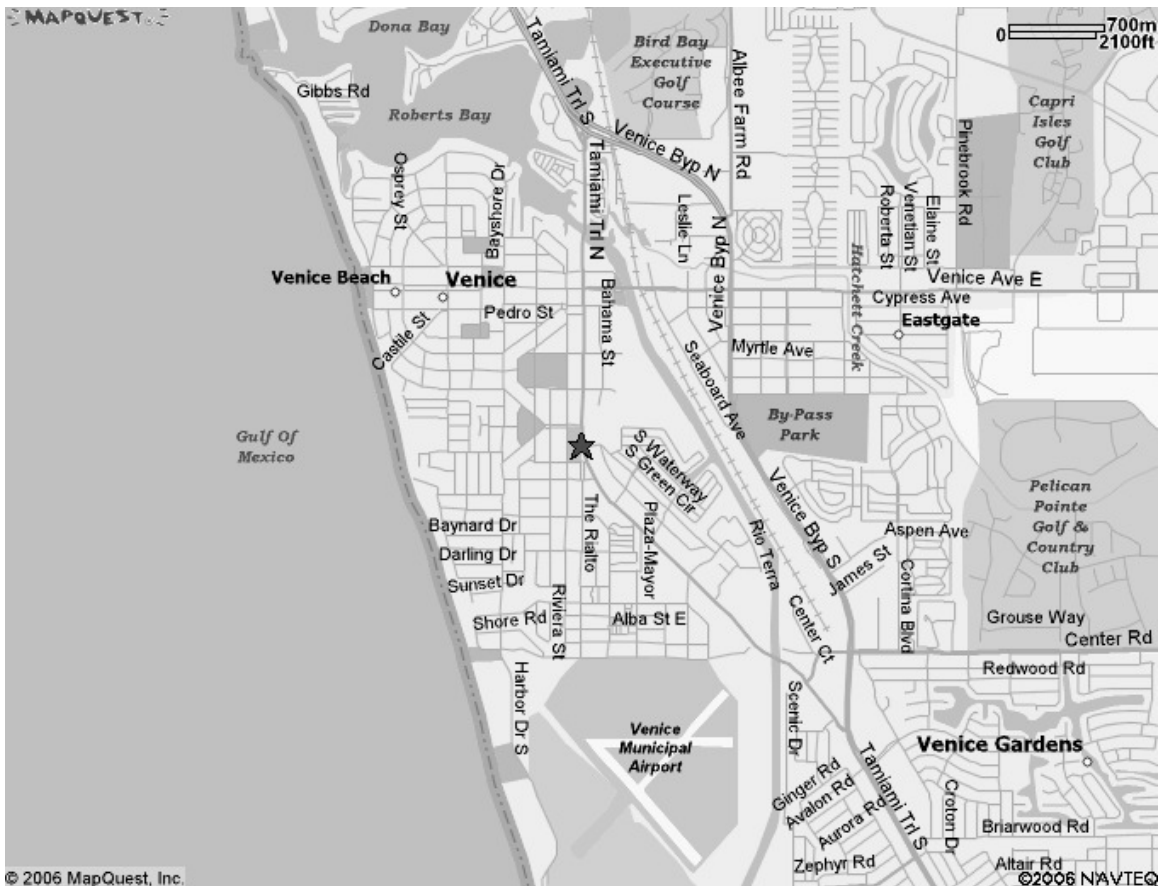 MAPQUEST
0
700m
2100ft
Dona Bay
Gibbs Rd
Roberts Bay
Tamiami Trl S
Bird Bay
Executive
Golf
Course
Albee Farm Rd
Venice Byp N
Capri
Isles
Golf
Club
Pinebrook Rd
Osprey St
Bayshore Dr
Tamiami Trl N
Leslie Ln
Venice Byp N
Hatchett Creek
Roberta St
Venetian St
Elaine St
Venice Ave E
Venice Beach
Venice
Bahama St
Cypress Ave
Eastgate
Pedro St
Castile St
Myrtle Ave
Seaboard Ave
By-Pass
Park
Gulf Of
Mexico
S Waterway
S Green Cir
Pelican
Pointe
Golf &
Country
Club
Baynard Dr
Darling Dr
Sunset Dr
The Rialto
Plaza-Mayor
Rio Terra
Venice Byp S
Aspen Ave
James St
Cortina Blvd
Shore Rd
Riviera St
Alba St E
Center Ct
Grouse Way
Center Rd
Redwood Rd
Harbor Dr S
Venice
Municipal
Airport
Scenic Dr
Venice Gardens
Ginger Rd
Avalon Rd
Aurora Rd
Zephyr Rd
Tamiami Trl S
Croton Dr
Briarwood Rd
Altair Rd
© 2006 MapQuest, Inc.
©2006 NAVTEQ